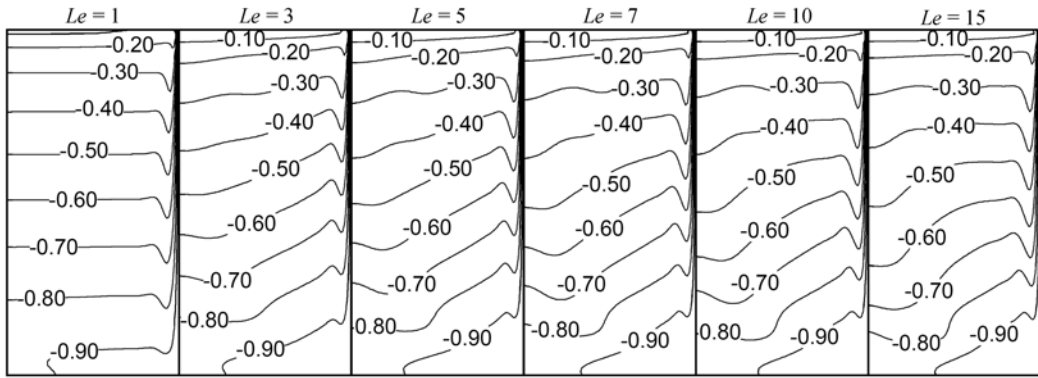 Le = 1 Le = 3 Le = 5 Le = 7 Le = 10 Le = 15
-0.20 -0.10 -0.10 -0.10 -0.10 -0.10
-0.30 -0.20 -0.20 -0.20 -0.20 -0.20
-0.40 -0.30 -0.30 -0.30 -0.30 -0.30
-0.50 -0.40 -0.40 -0.40 -0.40 -0.40
-0.60 -0.50 -0.50 -0.50 -0.50 -0.50
-0.70 -0.60 -0.60 -0.60 -0.60 -0.60
-0.80 -0.70 -0.70 -0.70 -0.70 -0.70
-0.90 -0.80 -0.80 -0.80 -0.80 -0.80
-0.90 -0.90 -0.90 -0.90 -0.90